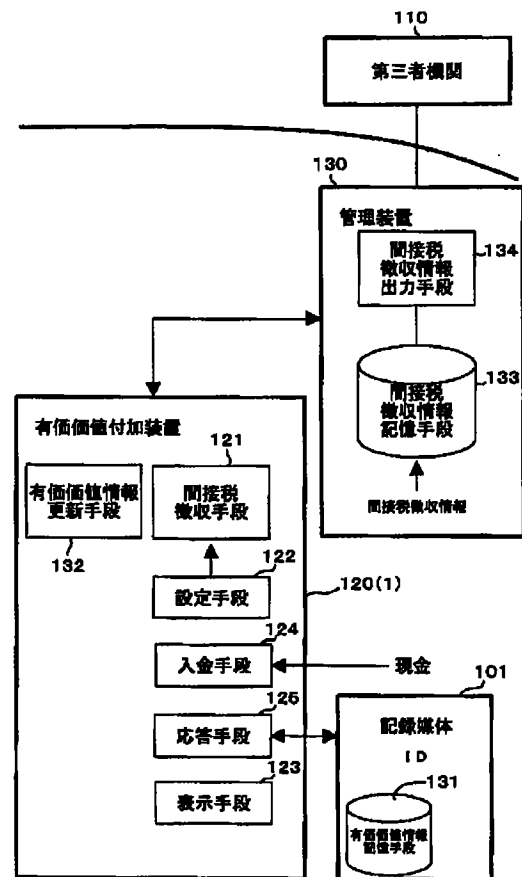 110
第三者機関
130
管理装置
間接税
徴収情報
出力手段
134
間接税
徴収情報
記憶手段
133
間接税徴収情報
有価価値付加装置
121
有価価値情報
更新手段
132
間接税
徴収手段
122
設定手段
120(1)
124
入金手段
現金
125
応答手段
101
記録媒体
ID
131
有価価値情報
記憶手段
123
表示手段